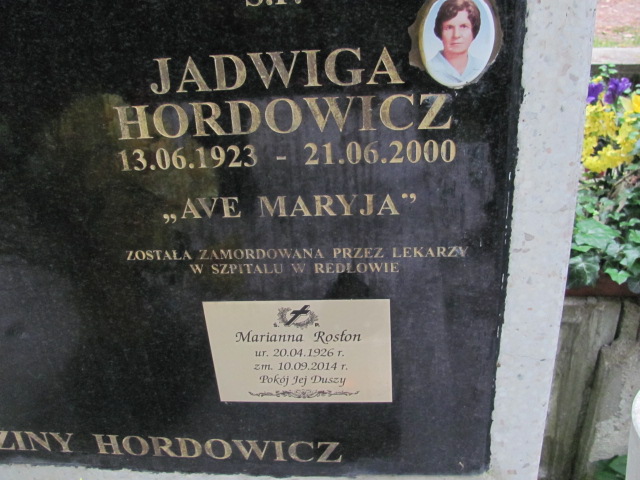 Ś.P.
JADWIGA
HORDOWICZ
13.06.1923 - 21.06.2000
„AVE MARYJA”
ZOSTAŁA ZAMORDOWANA PRZEZ LEKARZY
W SZPITALU W REDŁOWIE
Ś. P.
Marianna Rosłon
ur. 20.04.1926 r.
zm. 10.09.2014 r.
Pokój Jej Duszy
ZINY HORDOWICZ